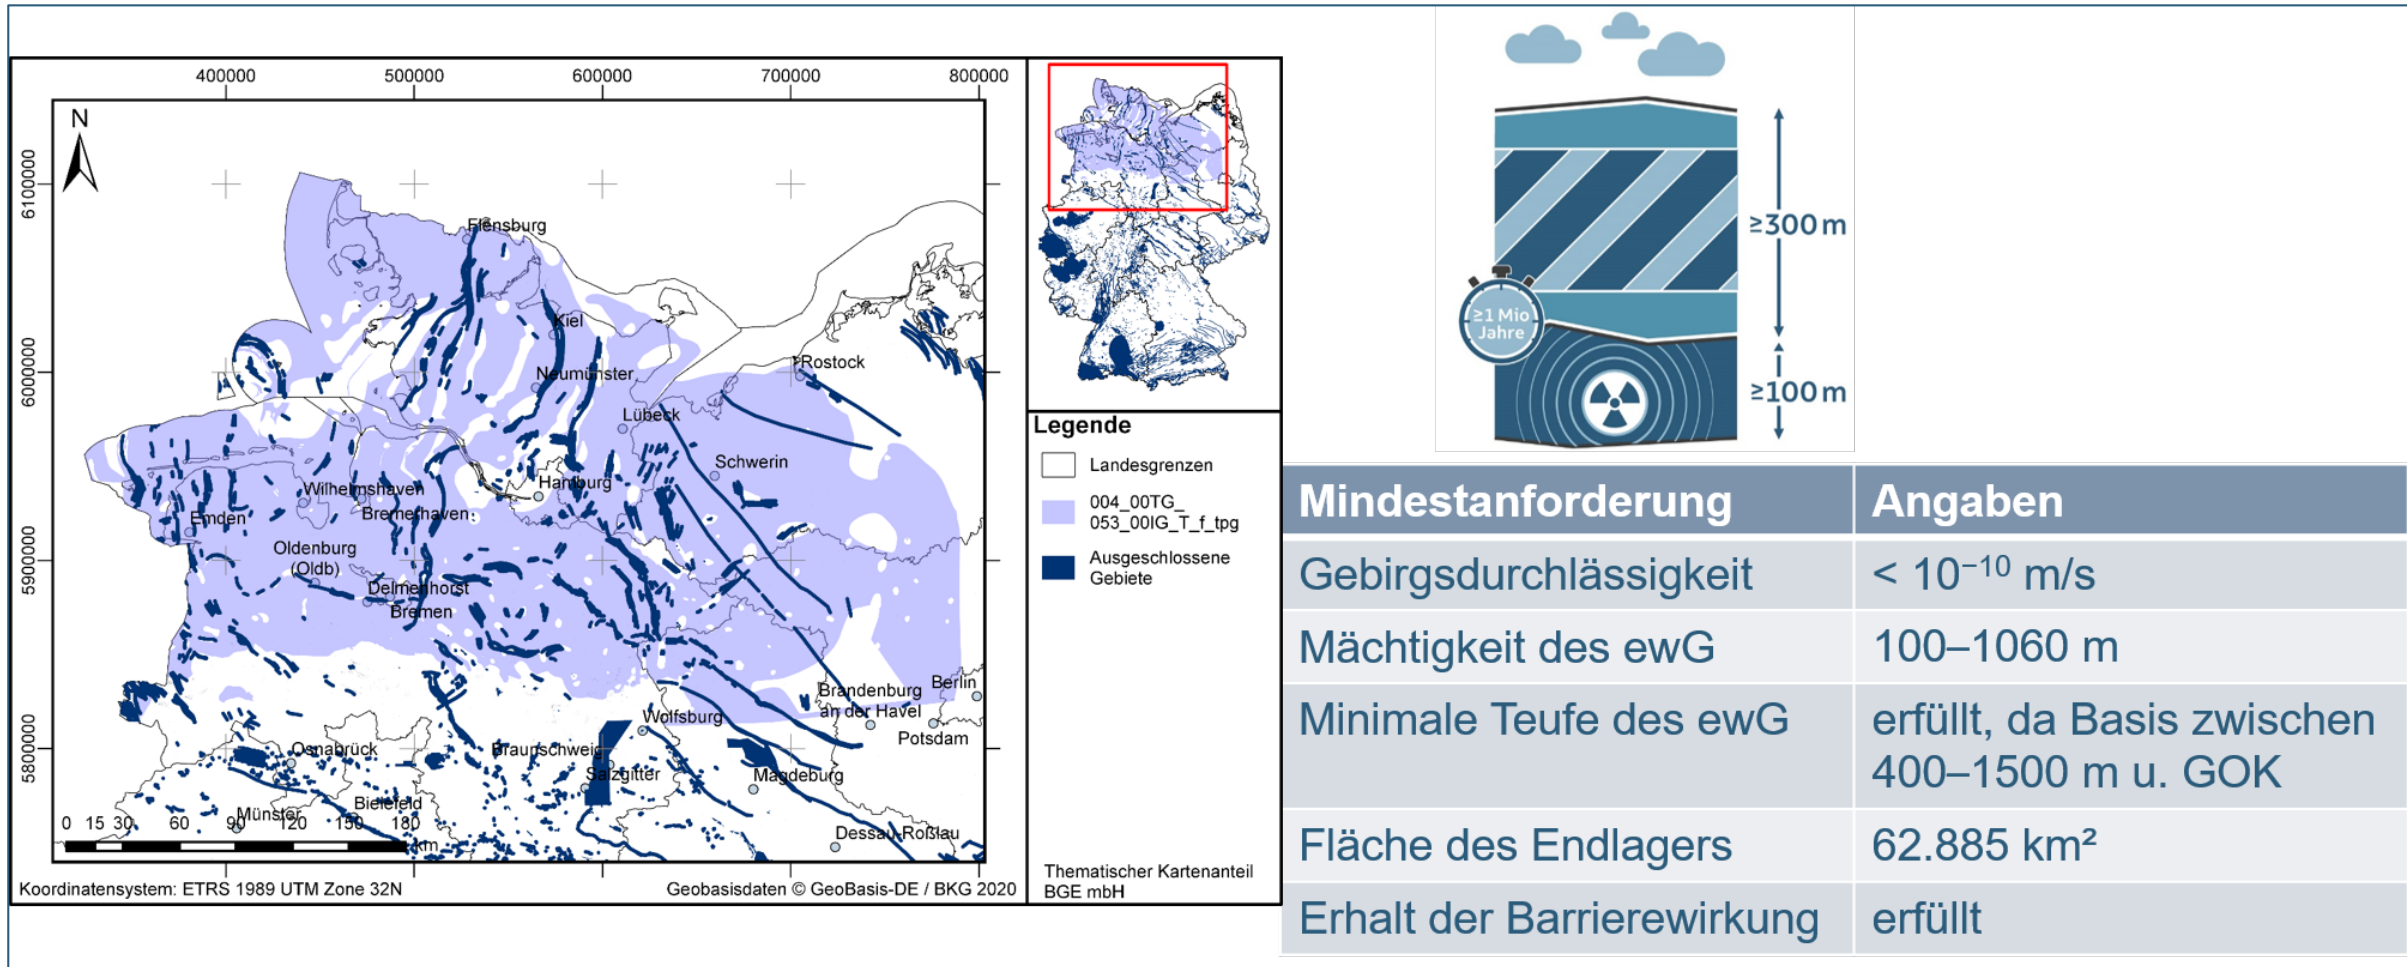 400000 500000 600000 700000 800000
N
6100000
6000000
5900000
5800000
Flensburg
Kiel
Neumünster
Rostock
Lübeck
Schwerin
Hamburg
Wilhelmshaven
Bremerhaven
Emden
Oldenburg
(Oldb)
Delmenhorst
Bremen
Berlin
Brandenburg
an der Havel
Potsdam
Wolfsburg
Braunschweig
Osnabrück
Salzgitter
Magdeburg
Bielefeld
Münster
Dessau-Roßlau
0 15 30 60 90 120 150 180
km
Koordinatensystem: ETRS 1989 UTM Zone 32N
Geobasisdaten © GeoBasis-DE / BKG 2020
Legende
Landesgrenzen
004_00TG_
053_00IG_T_f_tpg
Ausgeschlossene
Gebiete
Thematischer Kartenanteil
BGE mbH
≥300 m
≥1 Mio
Jahre
≥100 m
Mindestanforderung Angaben
Gebirgsdurchlässigkeit < 10⁻¹⁰ m/s
Mächtigkeit des ewG 100–1060 m
Minimale Teufe des ewG erfüllt, da Basis zwischen
400–1500 m u. GOK
Fläche des Endlagers 62.885 km²
Erhalt der Barrierewirkung erfüllt